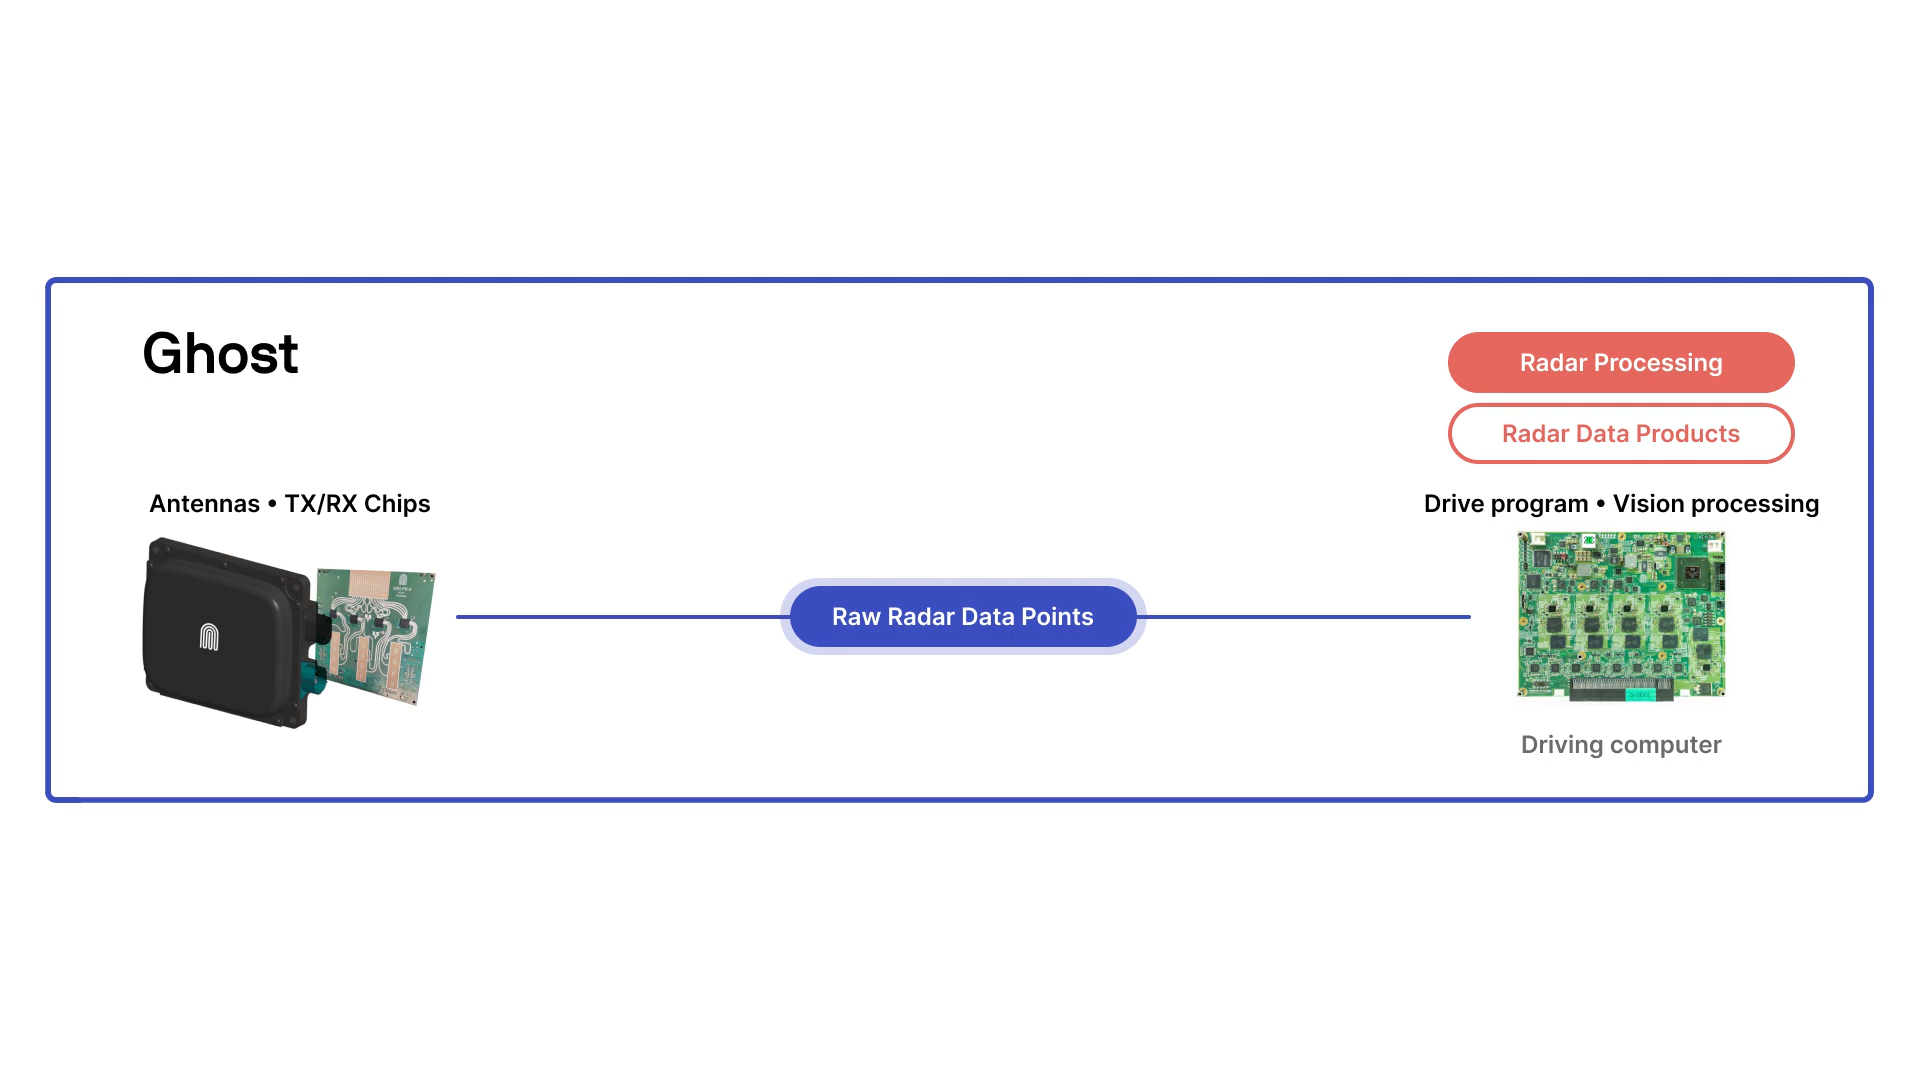 Ghost
Radar Processing
Radar Data Products
Antennas • TX/RX Chips
Drive program • Vision processing
Raw Radar Data Points
Driving computer